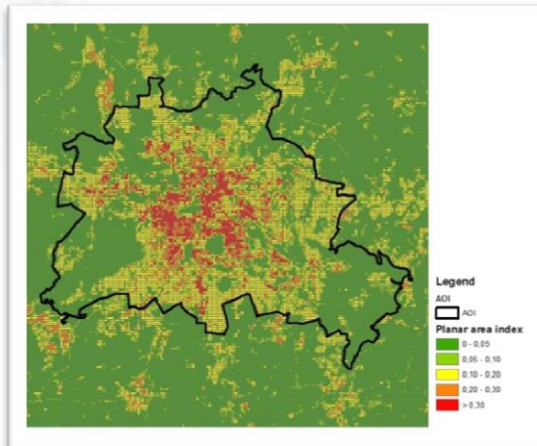 Legend
AOI
AOI
Planar area index
0 - 0,05
0,05 - 0,10
0,10 - 0,20
0,20 - 0,30
> 0,30